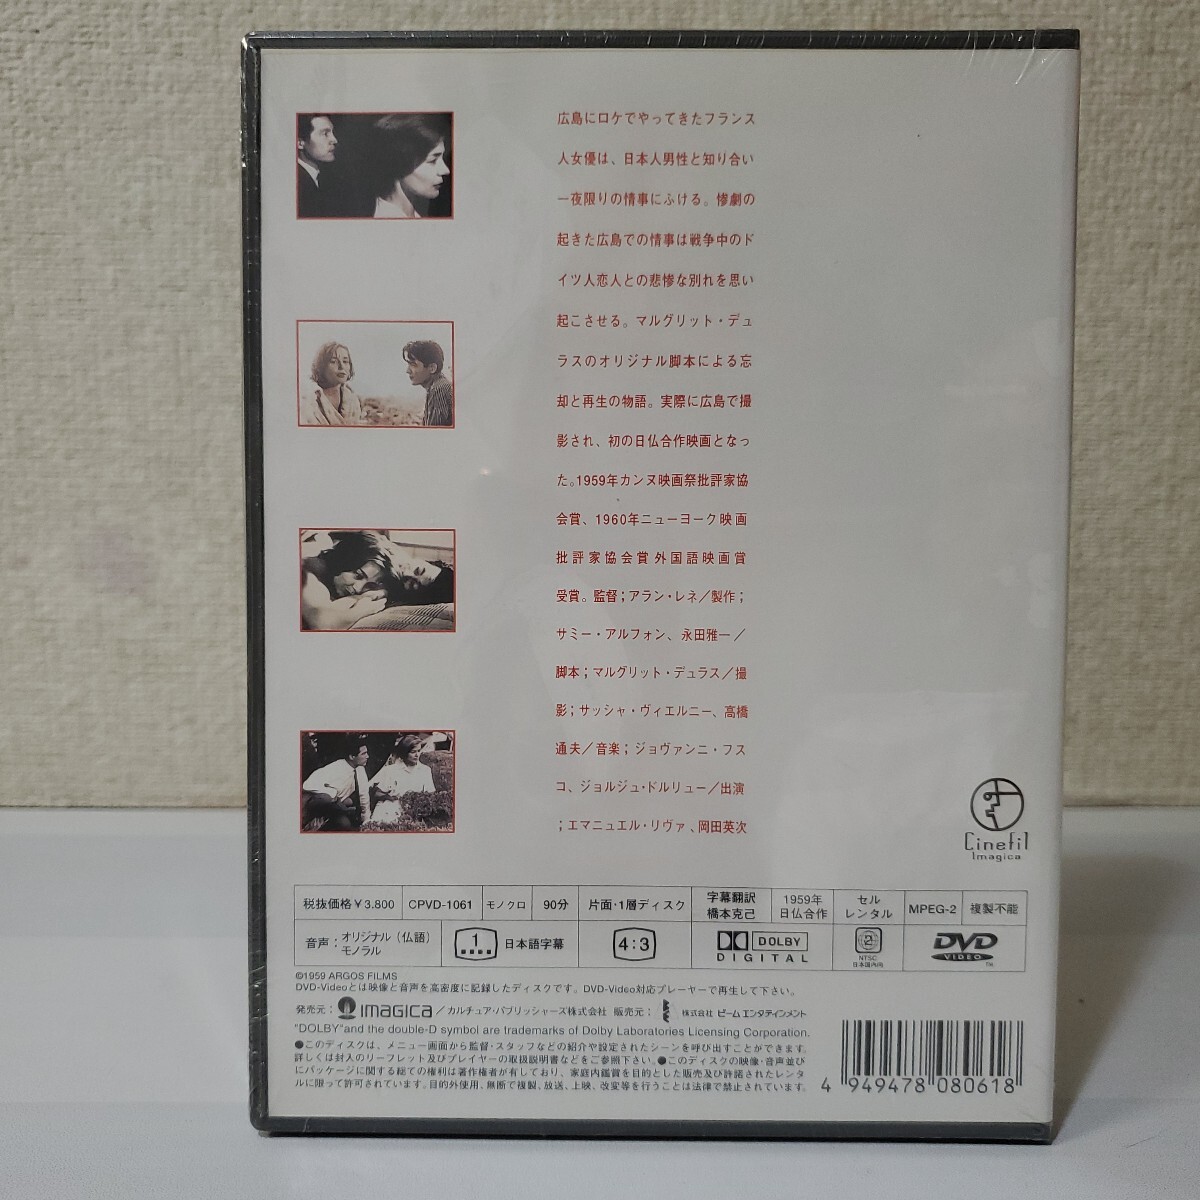 広島にロケでやってきたフランス
人女優は、日本人男性と知り合い
一夜限りの情事にふける。惨劇の
起きた広島での情事は戦争中のド
イツ人恋人との悲惨な別れを思い
起こさせる。マルグリット・デュ
ラスのオリジナル脚本による忘
却と再生の物語。実際に広島で撮
影され、初の日仏合作映画となっ
た。1959年カンヌ映画祭批評家協
会賞、1960年ニューヨーク映画
批評家協会賞外国語映画賞
受賞。監督;アラン・レネ／製作;
サミー・アルフォン、永田雅一／
脚本;マルグリット・デュラス／撮
影;サッシャ・ヴィエルニー、高橋
通夫／音楽;ジョヴァンニ・フス
コ、ジョルジュ・ドルリュー／出演
;エマニュエル・リヴァ、岡田英次
Cinefil
Imagica
税抜価格￥3,800 CPVD-1061 モノクロ 90分 片面・1層ディスク 字幕翻訳 橋本克己 1959年 日仏合作 セル レンタル MPEG-2 複製不能
音声：オリジナル（仏語） モノラル 1 日本語字幕 4:3 DOLBY DIGITAL 2 NTSC 日本国内向 DVD VIDEO TM
©1959 ARGOS FILMS
DVD-Videoとは映像と音声を高密度に記録したディスクです。DVD-Video対応プレーヤーで再生して下さい。
発売元： IMAGICA／カルチュア・パブリッシャーズ株式会社 販売元： 株式会社 ビームエンタテインメント
"DOLBY"and the double-D symbol are trademarks of Dolby Laboratories Licensing Corporation.
●このディスクは、メニュー画面から監督・スタッフなどの紹介や設定されたシーンを呼び出すことができます。
詳しくは封入のリーフレット及びプレイヤーの取扱説明書などをご参照下さい。●このディスクの映像・音声並び
にパッケージに関する総ての権利は著作権者が有しており、家庭内鑑賞を目的とした販売及び許諾されたレンタ
ルに限って許可されています。目的外使用、無断で複製、放送、上映、改変等を行うことは法律で禁止されています。
4 949478 080618